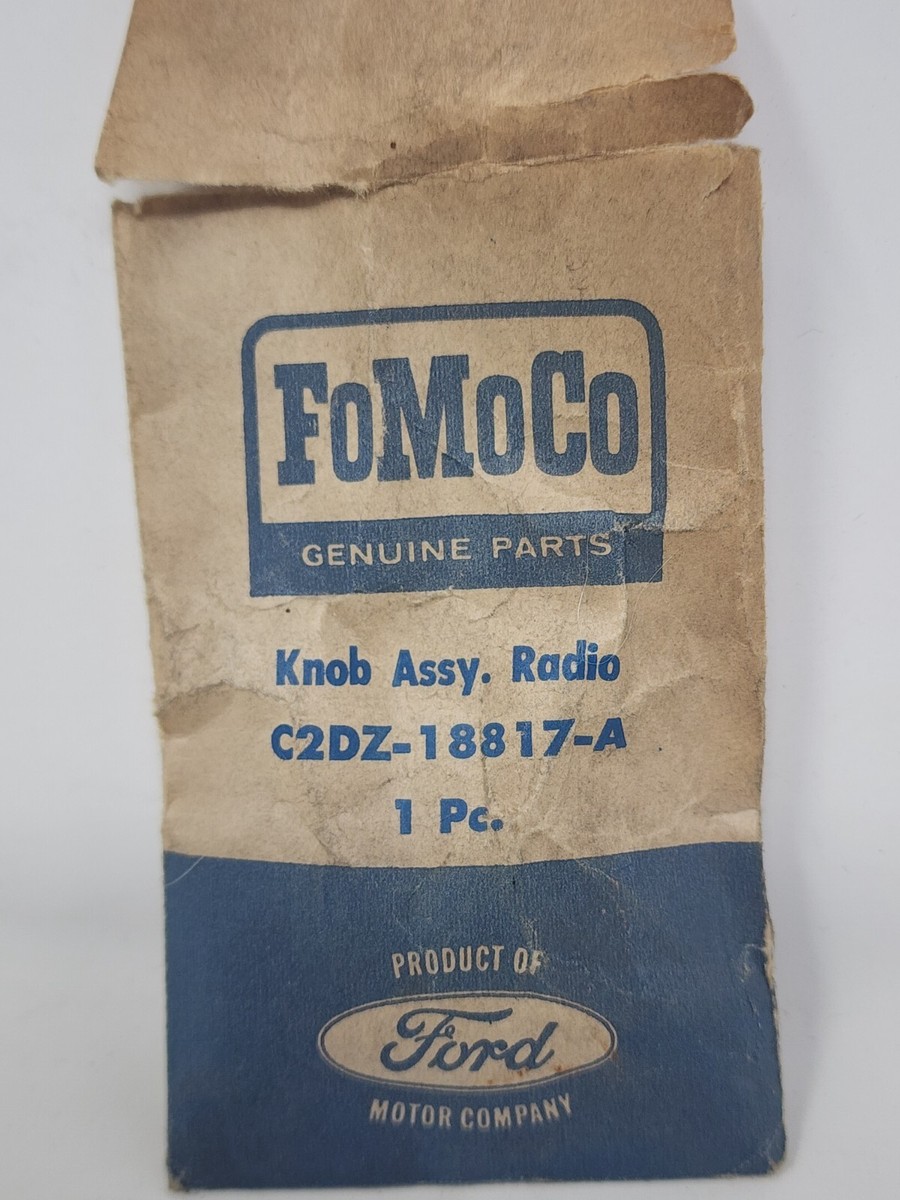 FoMoCo
GENUINE PARTS
Knob Assy. Radio
C2DZ-18817-A
1 Pc.
PRODUCT OF
Ford
MOTOR COMPANY